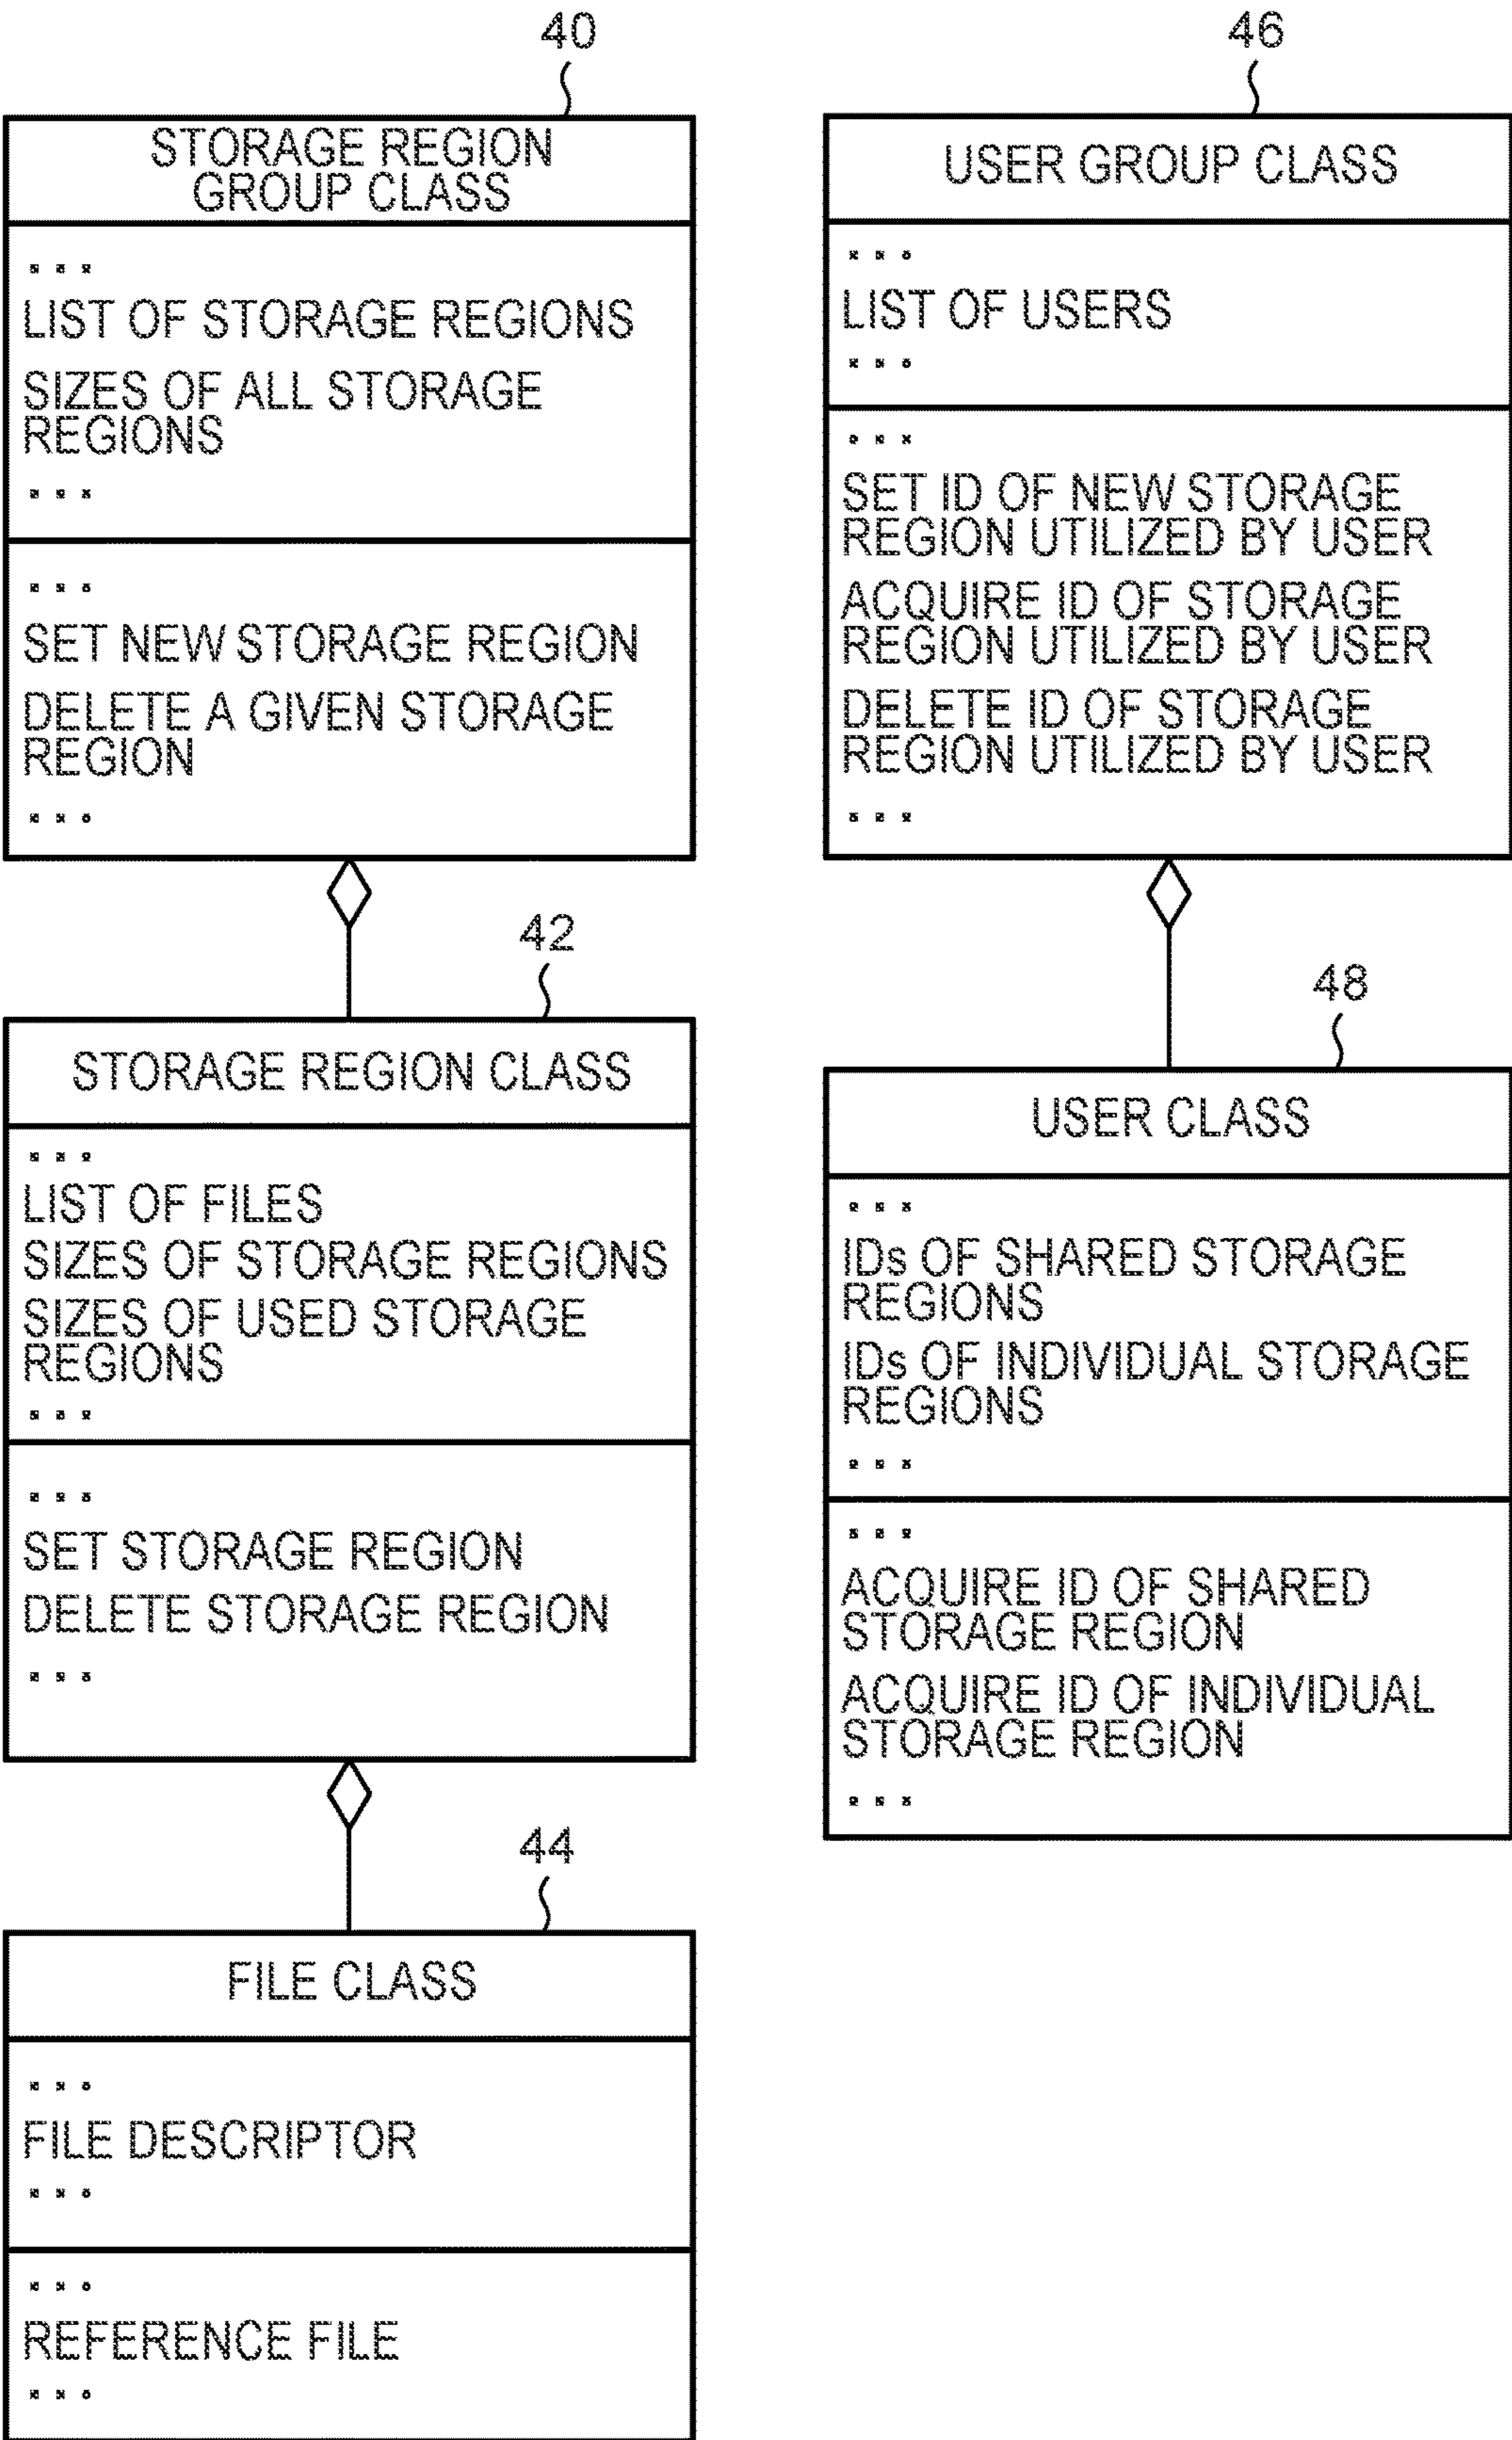 40
STORAGE REGION
GROUP CLASS
...
LIST OF STORAGE REGIONS
SIZES OF ALL STORAGE
REGIONS
...
...
SET NEW STORAGE REGION
DELETE A GIVEN STORAGE
REGION
...
42
STORAGE REGION CLASS
...
LIST OF FILES
SIZES OF STORAGE REGIONS
SIZES OF USED STORAGE
REGIONS
...
...
SET STORAGE REGION
DELETE STORAGE REGION
...
44
FILE CLASS
...
FILE DESCRIPTOR
...
...
REFERENCE FILE
...
46
USER GROUP CLASS
...
LIST OF USERS
...
...
SET ID OF NEW STORAGE
REGION UTILIZED BY USER
ACQUIRE ID OF STORAGE
REGION UTILIZED BY USER
DELETE ID OF STORAGE
REGION UTILIZED BY USER
...
48
USER CLASS
...
IDs OF SHARED STORAGE
REGIONS
IDs OF INDIVIDUAL STORAGE
REGIONS
...
...
ACQUIRE ID OF SHARED
STORAGE REGION
ACQUIRE ID OF INDIVIDUAL
STORAGE REGION
...